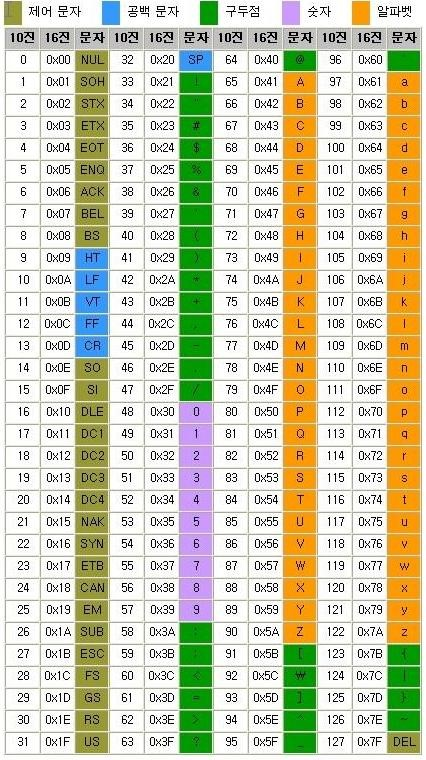 제어 문자 공백 문자 구두점 숫자 알파벳
10진 16진 문자 10진 16진 문자 10진 16진 문자 10진 16진 문자
0 0x00 NUL 32 0x20 SP 64 0x40 @ 96 0x60 `
1 0x01 SOH 33 0x21 ! 65 0x41 A 97 0x61 a
2 0x02 STX 34 0x22 " 66 0x42 B 98 0x62 b
3 0x03 ETX 35 0x23 # 67 0x43 C 99 0x63 c
4 0x04 EOT 36 0x24 $ 68 0x44 D 100 0x64 d
5 0x05 ENQ 37 0x25 % 69 0x45 E 101 0x65 e
6 0x06 ACK 38 0x26 & 70 0x46 F 102 0x66 f
7 0x07 BEL 39 0x27 ' 71 0x47 G 103 0x67 g
8 0x08 BS 40 0x28 ( 72 0x48 H 104 0x68 h
9 0x09 HT 41 0x29 ) 73 0x49 I 105 0x69 i
10 0x0A LF 42 0x2A * 74 0x4A J 106 0x6A j
11 0x0B VT 43 0x2B + 75 0x4B K 107 0x6B k
12 0x0C FF 44 0x2C , 76 0x4C L 108 0x6C l
13 0x0D CR 45 0x2D - 77 0x4D M 109 0x6D m
14 0x0E SO 46 0x2E . 78 0x4E N 110 0x6E n
15 0x0F SI 47 0x2F / 79 0x4F O 111 0x6F o
16 0x10 DLE 48 0x30 0 80 0x50 P 112 0x70 p
17 0x11 DC1 49 0x31 1 81 0x51 Q 113 0x71 q
18 0x12 DC2 50 0x32 2 82 0x52 R 114 0x72 r
19 0x13 DC3 51 0x33 3 83 0x53 S 115 0x73 s
20 0x14 DC4 52 0x34 4 84 0x54 T 116 0x74 t
21 0x15 NAK 53 0x35 5 85 0x55 U 117 0x75 u
22 0x16 SYN 54 0x36 6 86 0x56 V 118 0x76 v
23 0x17 ETB 55 0x37 7 87 0x57 W 119 0x77 w
24 0x18 CAN 56 0x38 8 88 0x58 X 120 0x78 x
25 0x19 EM 57 0x39 9 89 0x59 Y 121 0x79 y
26 0x1A SUB 58 0x3A : 90 0x5A Z 122 0x7A z
27 0x1B ESC 59 0x3B ; 91 0x5B [ 123 0x7B {
28 0x1C FS 60 0x3C < 92 0x5C ₩ 124 0x7C |
29 0x1D GS 61 0x3D = 93 0x5D ] 125 0x7D }
30 0x1E RS 62 0x3E > 94 0x5E ^ 126 0x7E ~
31 0x1F US 63 0x3F ? 95 0x5F _ 127 0x7F DEL